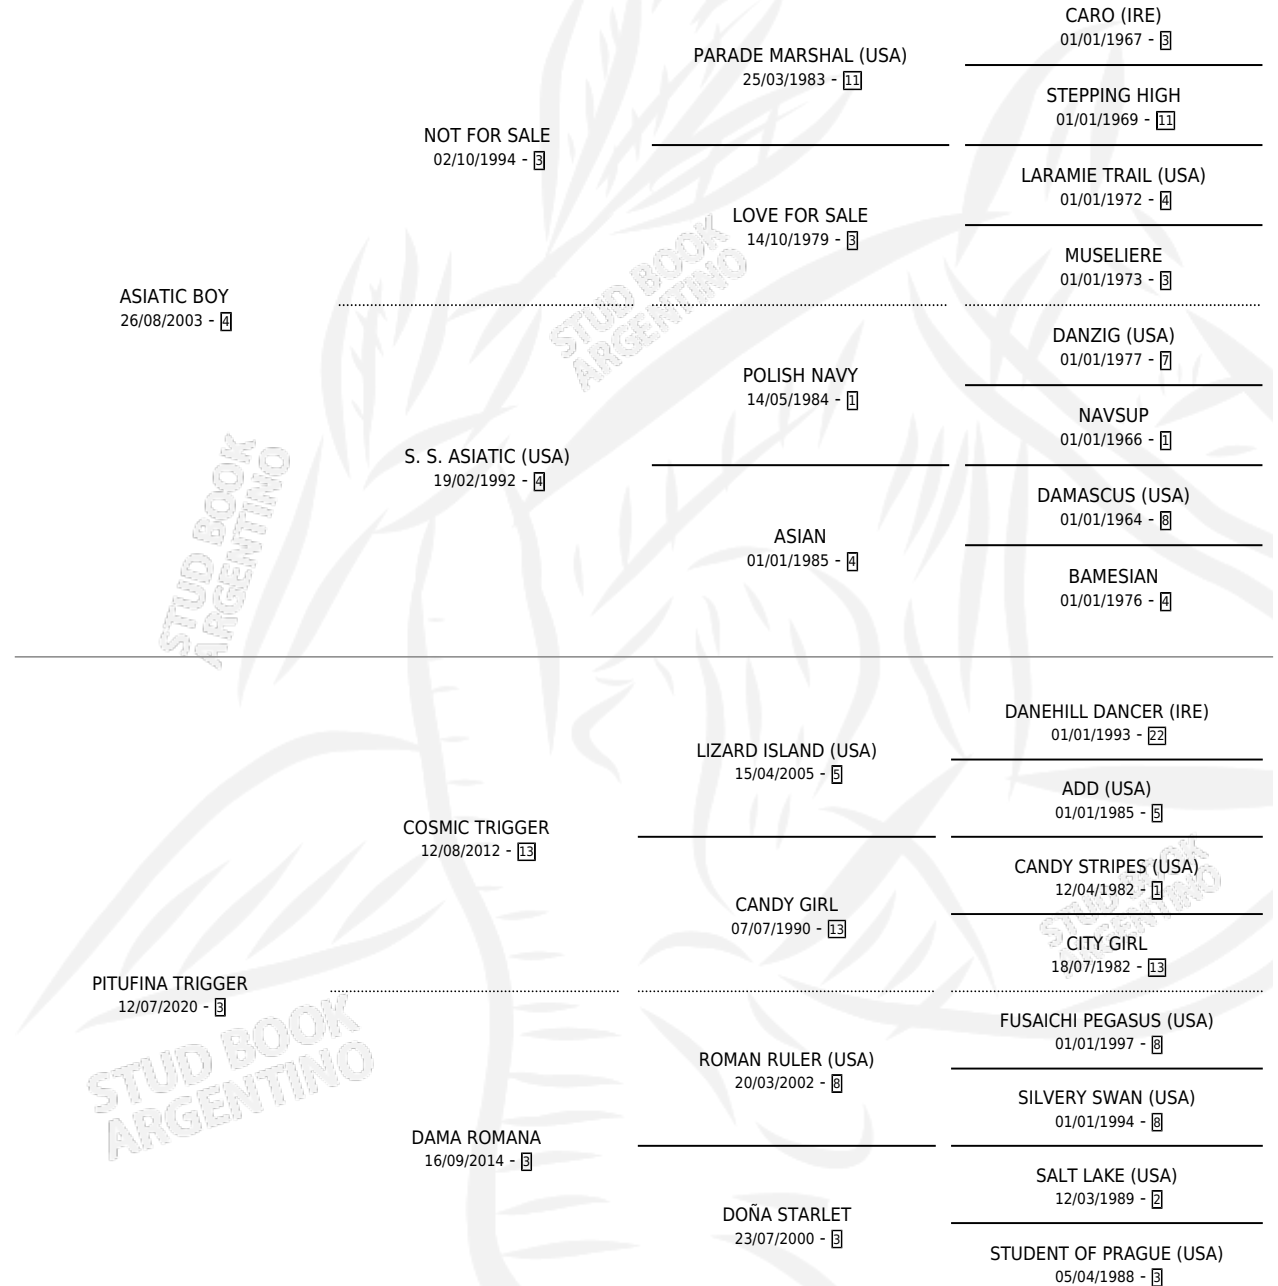 CARO (IRE)
01/01/1967 - 3
PARADE MARSHAL (USA)
25/03/1983 - 11
STEPPING HIGH
01/01/1969 - 11
NOT FOR SALE
02/10/1994 - 3
LARAMIE TRAIL (USA)
01/01/1972 - 4
LOVE FOR SALE
14/10/1979 - 3
MUSELIERE
01/01/1973 - 3
ASIATIC BOY
26/08/2003 - 4
DANZIG (USA)
01/01/1977 - 7
POLISH NAVY
14/05/1984 - 1
NAVSUP
01/01/1966 - 1
S. S. ASIATIC (USA)
19/02/1992 - 4
DAMASCUS (USA)
01/01/1964 - 8
ASIAN
01/01/1985 - 4
BAMESIAN
01/01/1976 - 4
STUD BOOK
ARGENTINO
STUD BOOK
ARGENTINO
DANEHILL DANCER (IRE)
01/01/1993 - 22
LIZARD ISLAND (USA)
15/04/2005 - 5
ADD (USA)
01/01/1985 - 5
COSMIC TRIGGER
12/08/2012 - 13
CANDY STRIPES (USA)
12/04/1982 - 1
CANDY GIRL
07/07/1990 - 13
CITY GIRL
18/07/1982 - 13
STUD BOOK
ARGENTINO
PITUFINA TRIGGER
12/07/2020 - 3
FUSAICHI PEGASUS (USA)
01/01/1997 - 8
ROMAN RULER (USA)
20/03/2002 - 8
SILVERY SWAN (USA)
01/01/1994 - 8
STUD BOOK
ARGENTINO
DAMA ROMANA
16/09/2014 - 3
SALT LAKE (USA)
12/03/1989 - 2
DOÑA STARLET
23/07/2000 - 3
STUDENT OF PRAGUE (USA)
05/04/1988 - 3